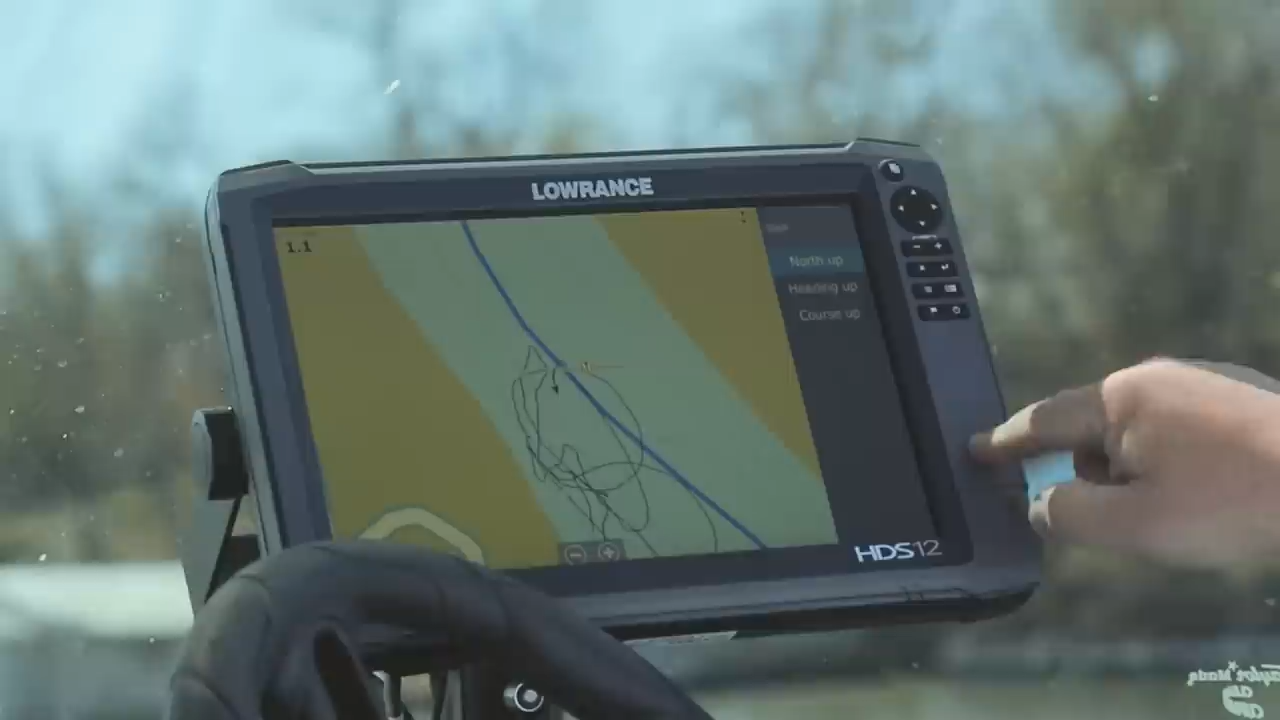 LOWRANCE
1.1
North up
Heading up
Course up
HDS12